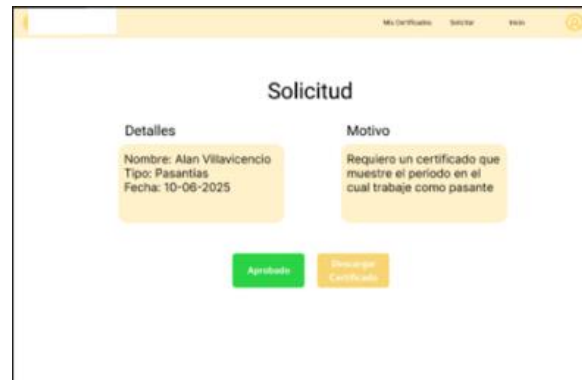 Mis Certificados Solicitar Inicio
Solicitud
Detalles
Nombre: Alan Villavicencio
Tipo: Pasantías
Fecha: 10-06-2025
Motivo
Requiero un certificado que
muestre el periodo en el
cual trabaje como pasante
Aprobado
Descargar
Certificado